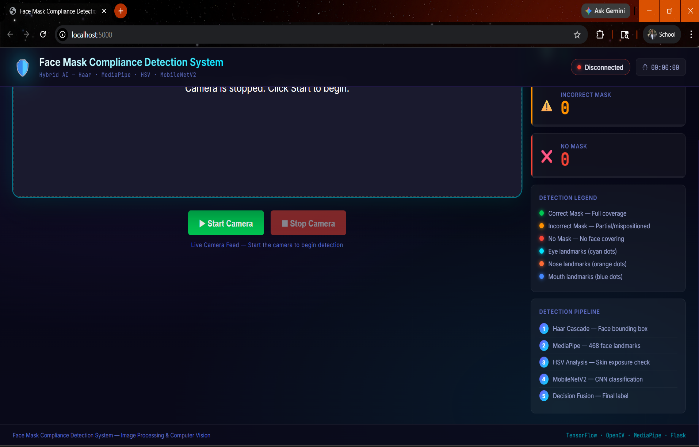 Face Mask Compliance Detecti
Ask Gemini
localhost:5000
School
Face Mask Compliance Detection System
Hybrid AI — Haar · MediaPipe · HSV · MobileNetV2
Disconnected
00:00:00
Camera is stopped. Click Start to begin.
INCORRECT MASK
0
NO MASK
0
Start Camera
Stop Camera
Live Camera Feed — Start the camera to begin detection
DETECTION LEGEND
Correct Mask — Full coverage
Incorrect Mask — Partial/mispositioned
No Mask — No face covering
Eye landmarks (cyan dots)
Nose landmarks (orange dots)
Mouth landmarks (blue dots)
DETECTION PIPELINE
1 Haar Cascade — Face bounding box
2 MediaPipe — 468 face landmarks
3 HSV Analysis — Skin exposure check
4 MobileNetV2 — CNN classification
5 Decision Fusion — Final label
Face Mask Compliance Detection System — Image Processing & Computer Vision
TensorFlow · OpenCV · MediaPipe · Flask